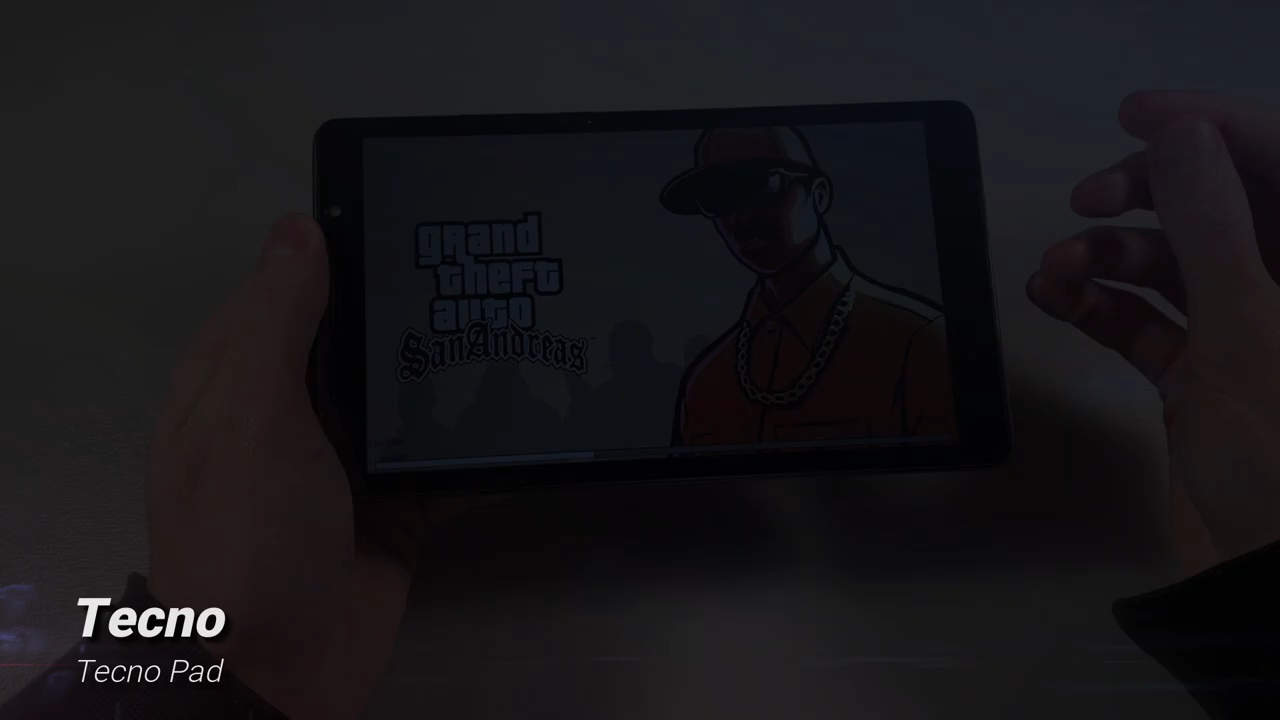 grand
theft
auto
San Andreas
Tecno
Tecno Pad